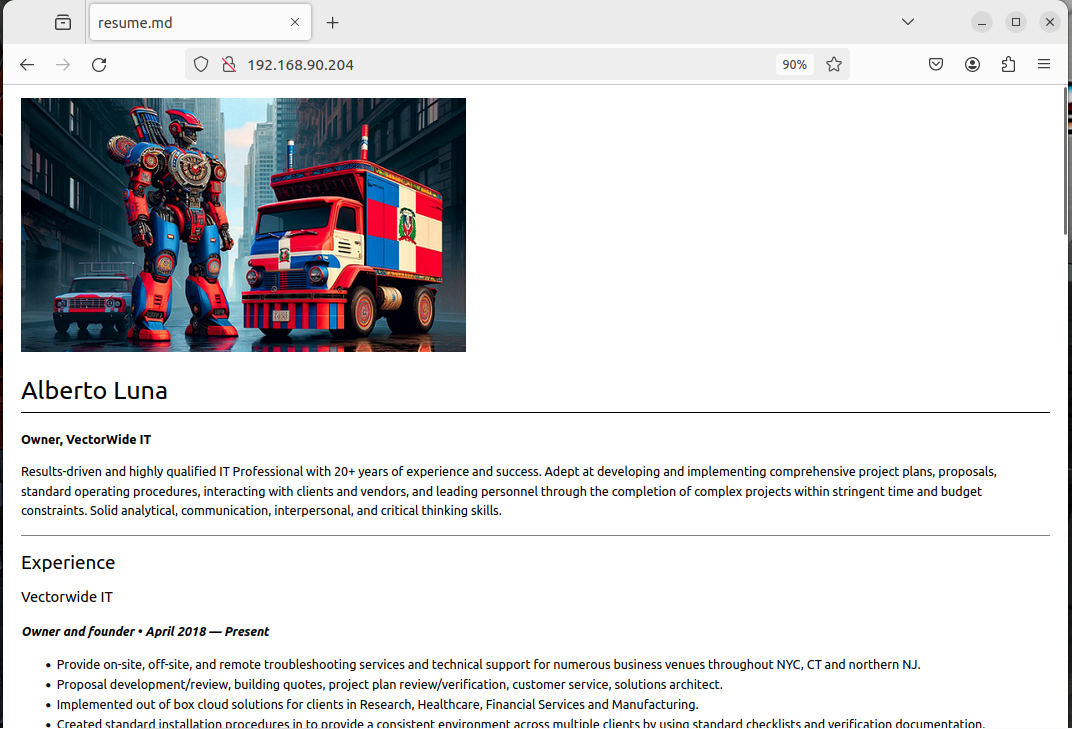 resume.md
192.168.90.204
90%
Alberto Luna
Owner, VectorWide IT
Results-driven and highly qualified IT Professional with 20+ years of experience and success. Adept at developing and implementing comprehensive project plans, proposals,
standard operating procedures, interacting with clients and vendors, and leading personnel through the completion of complex projects within stringent time and budget
constraints. Solid analytical, communication, interpersonal, and critical thinking skills.
Experience
Vectorwide IT
Owner and founder • April 2018 — Present
• Provide on-site, off-site, and remote troubleshooting services and technical support for numerous business venues throughout NYC, CT and northern NJ.
• Proposal development/review, building quotes, project plan review/verification, customer service, solutions architect.
• Implemented out of box cloud solutions for clients in Research, Healthcare, Financial Services and Manufacturing.
• Created standard installation procedures in to provide a consistent environment across multiple clients by using standard checklists and verification documentation.